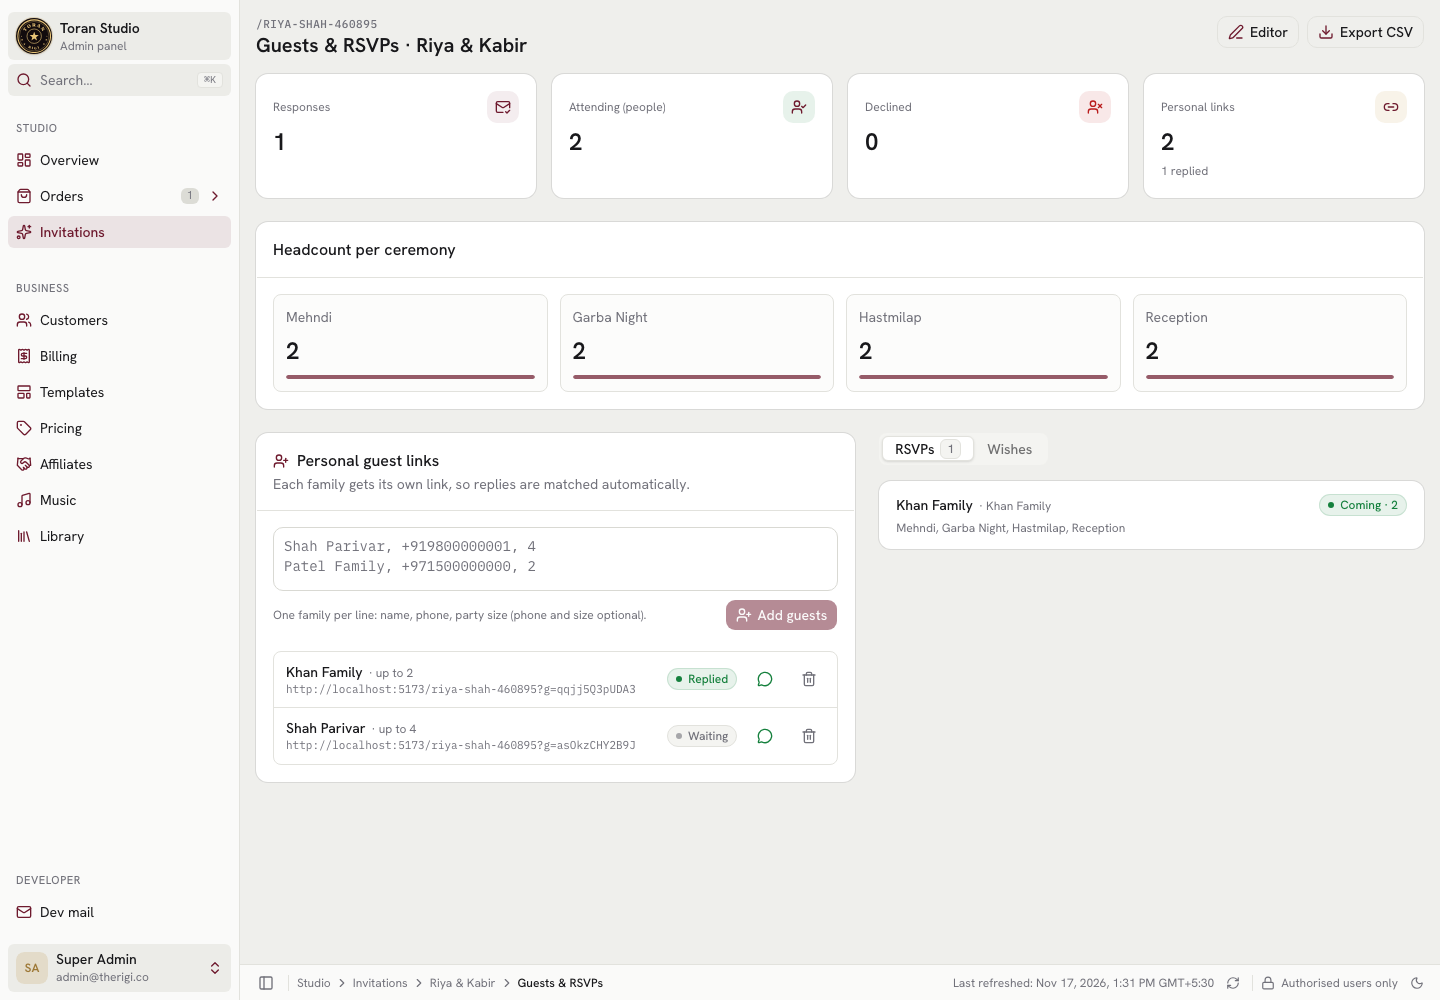 Toran Studio
Admin panel
Search...
⌘K
STUDIO
Overview
Orders
1
Invitations
BUSINESS
Customers
Billing
Templates
Pricing
Affiliates
Music
Library
DEVELOPER
Dev mail
SA
Super Admin
admin@therigi.co
/RIYA-SHAH-460895
Guests & RSVPs · Riya & Kabir
Editor
Export CSV
Responses
1
Attending (people)
2
Declined
0
Personal links
2
1 replied
Headcount per ceremony
Mehndi
2
Garba Night
2
Hastmilap
2
Reception
2
Personal guest links
Each family gets its own link, so replies are matched automatically.
Shah Parivar, +919800000001, 4
Patel Family, +971500000000, 2
One family per line: name, phone, party size (phone and size optional).
Add guests
Khan Family · up to 2
http://localhost:5173/riya-shah-460895?g=qqjj5Q3pUDA3
Replied
Shah Parivar · up to 4
http://localhost:5173/riya-shah-460895?g=asOkzCHY2B9J
Waiting
RSVPs 1
Wishes
Khan Family · Khan Family
Coming · 2
Mehndi, Garba Night, Hastmilap, Reception
Studio > Invitations > Riya & Kabir > Guests & RSVPs
Last refreshed: Nov 17, 2026, 1:31 PM GMT+5:30
Authorised users only